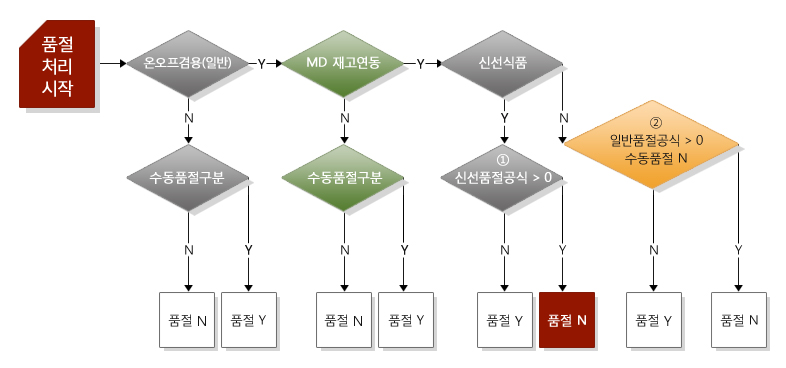 품절
처리
시작
온오프겸용(일반)
Y
MD 재고연동
Y
신선식품
N
N
Y
N
②
일반품절공식 > 0
수동품절 N
수동품절구분
수동품절구분
①
신선품절공식 > 0
N
Y
N
Y
N
Y
N
Y
품절 N
품절 Y
품절 N
품절 Y
품절 Y
품절 N
품절 Y
품절 N